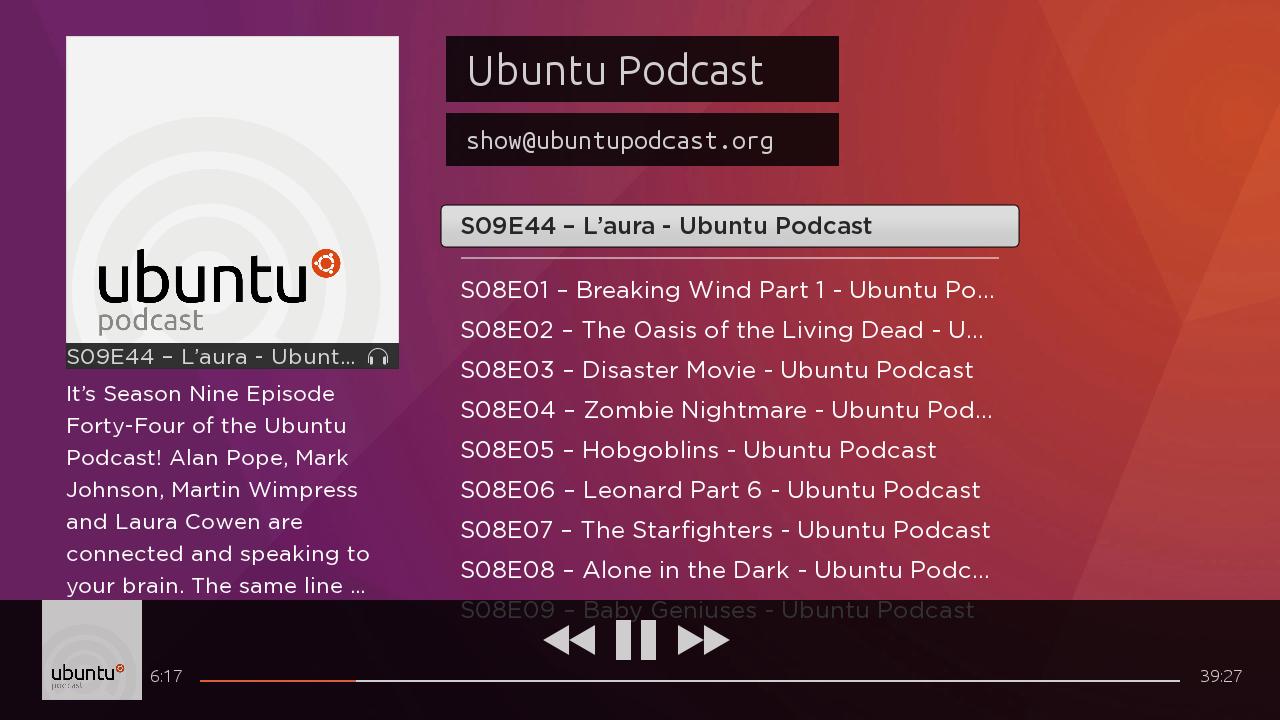 ubuntu
podcast
S09E44 – L’aura - Ubunt...
It’s Season Nine Episode
Forty-Four of the Ubuntu
Podcast! Alan Pope, Mark
Johnson, Martin Wimpress
and Laura Cowen are
connected and speaking to
your brain. The same line ...
Ubuntu Podcast
show@ubuntupodcast.org
S09E44 – L’aura - Ubuntu Podcast
S08E01 – Breaking Wind Part 1 - Ubuntu Po...
S08E02 – The Oasis of the Living Dead - U...
S08E03 – Disaster Movie - Ubuntu Podcast
S08E04 – Zombie Nightmare - Ubuntu Pod...
S08E05 – Hobgoblins - Ubuntu Podcast
S08E06 – Leonard Part 6 - Ubuntu Podcast
S08E07 – The Starfighters - Ubuntu Podcast
S08E08 – Alone in the Dark - Ubuntu Podc...
S08E09 – Baby Geniuses - Ubuntu Podcast
ubuntu
podcast
6:17
39:27